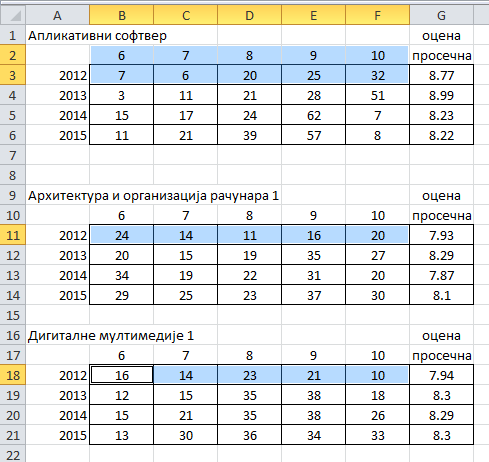 A B C D E F G
1 Апликативни софтвер оцена
2 6 7 8 9 10 просечна
3 2012 7 6 20 25 32 8.77
4 2013 3 11 21 28 51 8.99
5 2014 15 17 24 62 7 8.23
6 2015 11 21 39 57 8 8.22
7
8
9 Архитектура и организација рачунара 1 оцена
10 6 7 8 9 10 просечна
11 2012 24 14 11 16 20 7.93
12 2013 20 15 19 35 27 8.29
13 2014 34 19 22 31 20 7.87
14 2015 29 25 23 37 30 8.1
15
16 Дигиталне мултимедије 1 оцена
17 6 7 8 9 10 просечна
18 2012 16 14 23 21 10 7.94
19 2013 12 15 35 38 18 8.3
20 2014 15 21 35 38 26 8.29
21 2015 13 30 36 34 33 8.3
22